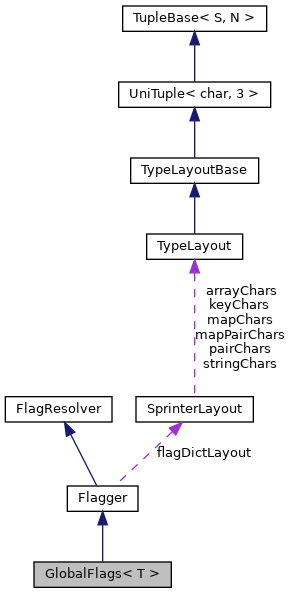 TupleBase< S, N >
UniTuple< char, 3 >
TypeLayoutBase
TypeLayout
arrayChars
keyChars
mapChars
mapPairChars
pairChars
stringChars
FlagResolver
SprinterLayout
flagDictLayout
Flagger
GlobalFlags< T >